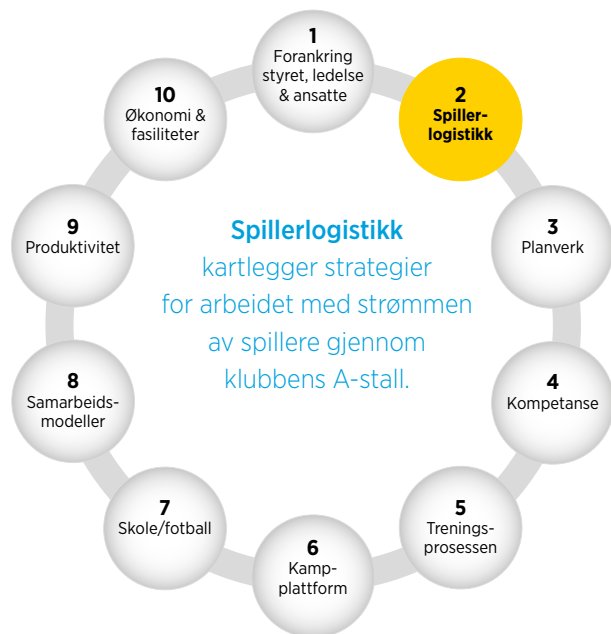 1
Forankring
styret, ledelse
& ansatte
2
Spiller-
logistikk
3
Planverk
4
Kompetanse
5
Trenings-
prosessen
6
Kamp-
plattform
7
Skole/fotball
8
Samarbeids-
modeller
9
Produktivitet
10
Økonomi &
fasiliteter
Spillerlogistikk
kartlegger strategier
for arbeidet med strømmen
av spillere gjennom
klubbens A-stall.